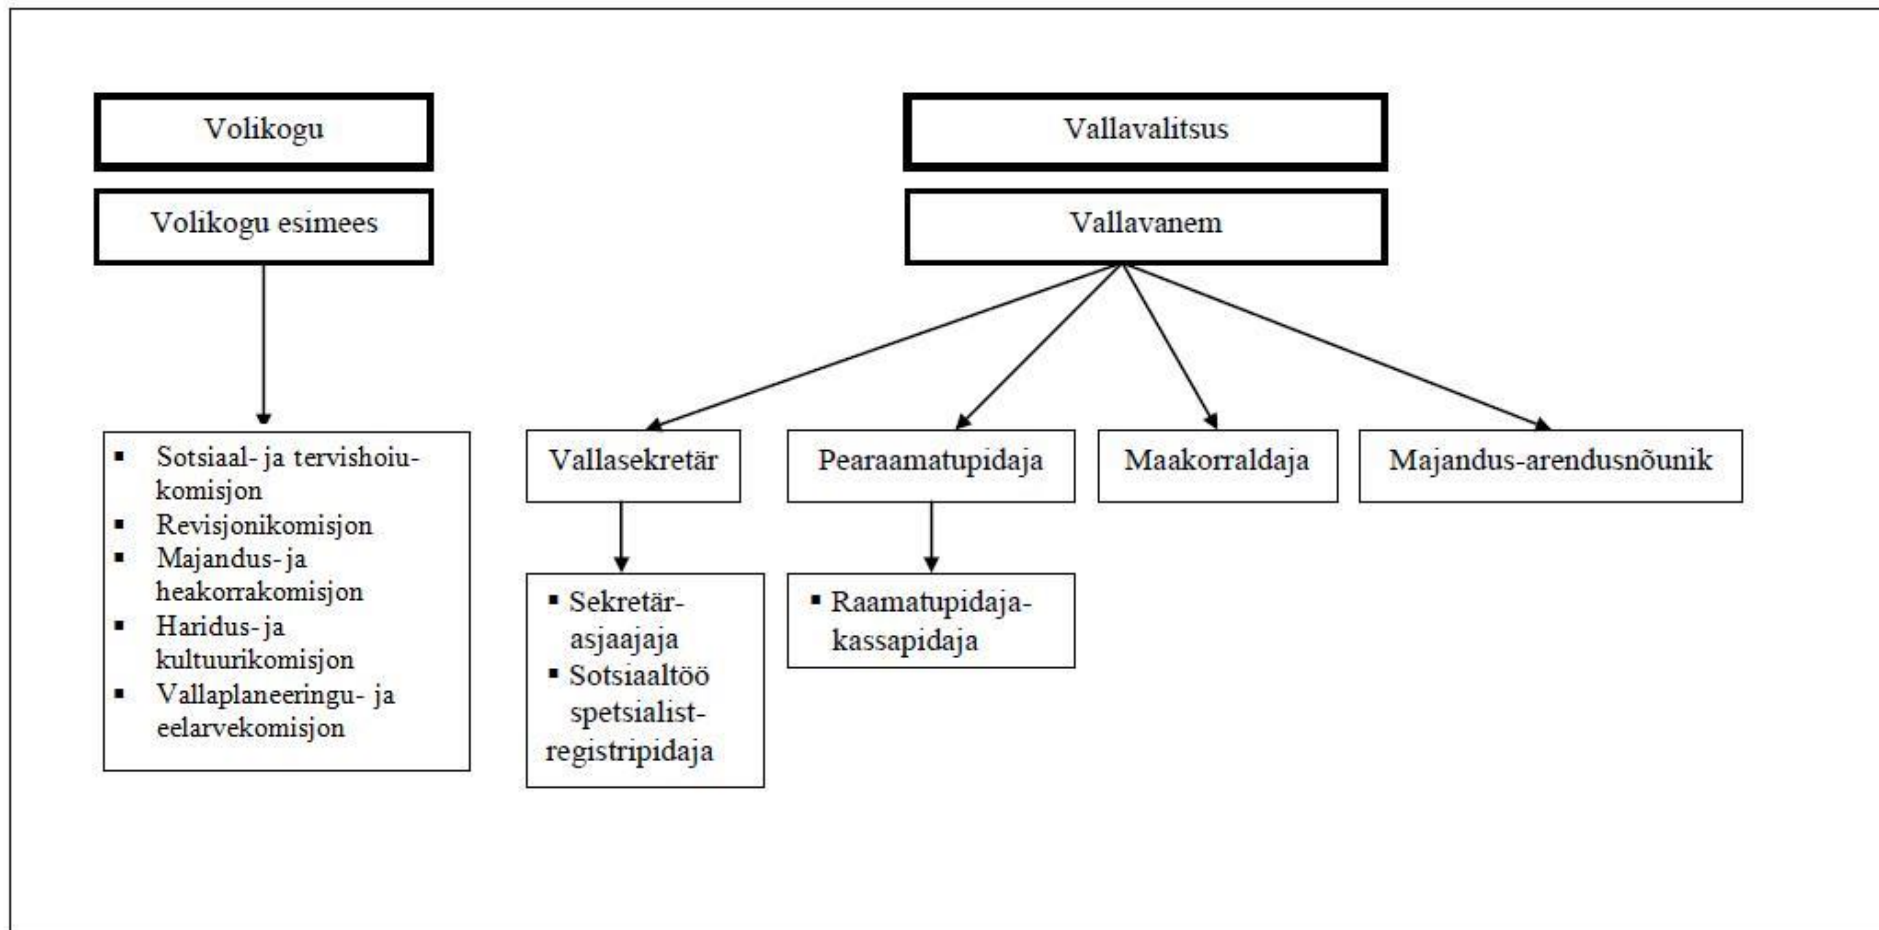 Volikogu
Volikogu esimees
▪ Sotsiaal- ja tervishoiu-
komisjon
▪ Revisjonikomisjon
▪ Majandus- ja
heakorrakomisjon
▪ Haridus- ja
kultuurikomisjon
▪ Vallaplaneeringu- ja
eelarvekomisjon
Vallavalitsus
Vallavanem
Vallasekretär
▪ Sekretär-
asjaajaja
▪ Sotsiaaltöö
spetsialist-
registripidaja
Pearaamatupidaja
▪ Raamatupidaja-
kassapidaja
Maakorraldaja
Majandus-arendusnõunik